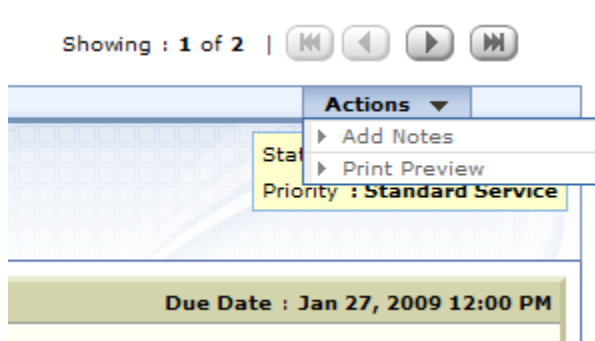 Showing : 1 of 2 |
Actions
Add Notes
Print Preview
Priority : Standard Service
Due Date : Jan 27, 2009 12:00 PM